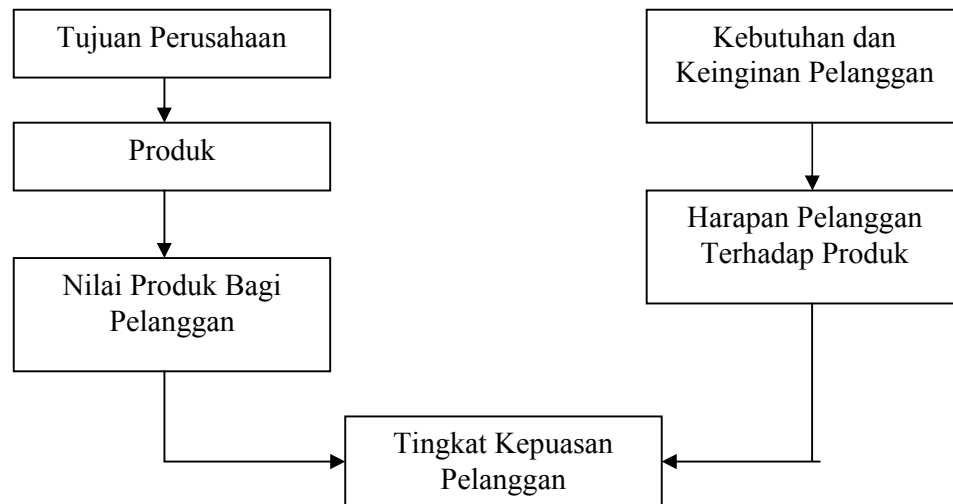 Tujuan Perusahaan
Produk
Nilai Produk Bagi
Pelanggan
Kebutuhan dan
Keinginan Pelanggan
Harapan Pelanggan
Terhadap Produk
Tingkat Kepuasan
Pelanggan